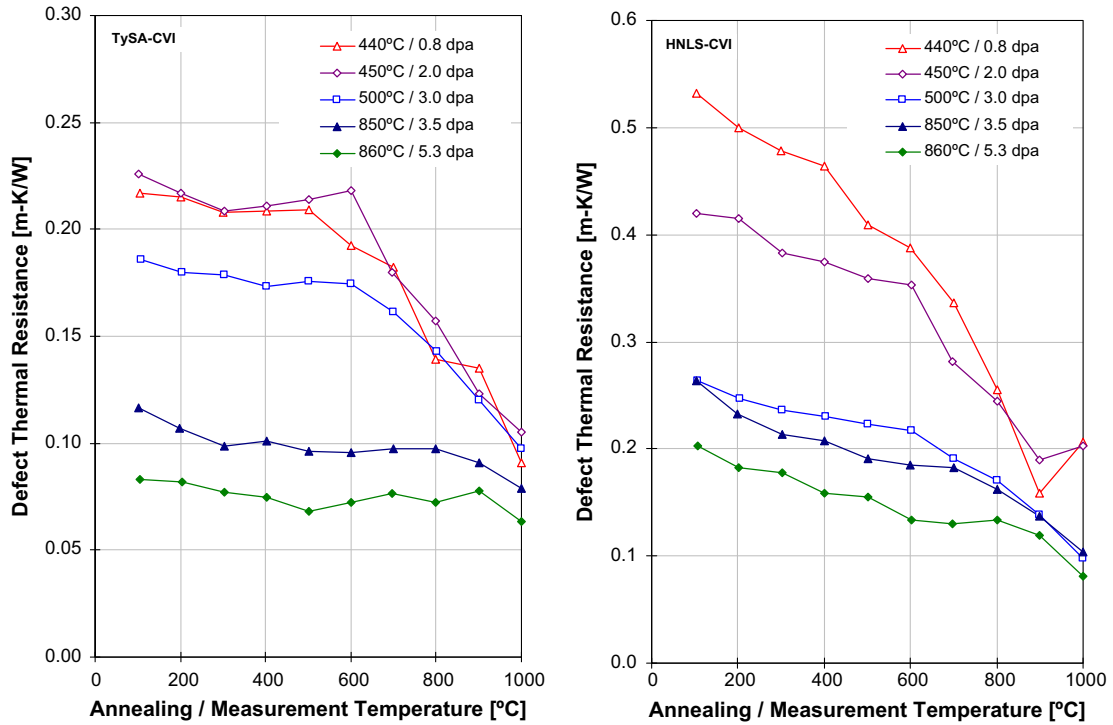 TySA-CVI
440ºC / 0.8 dpa
450ºC / 2.0 dpa
500ºC / 3.0 dpa
850ºC / 3.5 dpa
860ºC / 5.3 dpa
0.30
0.25
0.20
0.15
0.10
0.05
0.00
Defect Thermal Resistance [m-K/W]
0 200 400 600 800 1000
Annealing / Measurement Temperature [ºC]
HNLS-CVI
440ºC / 0.8 dpa
450ºC / 2.0 dpa
500ºC / 3.0 dpa
850ºC / 3.5 dpa
860ºC / 5.3 dpa
0.6
0.5
0.4
0.3
0.2
0.1
0.0
Defect Thermal Resistance [m-K/W]
0 200 400 600 800 1000
Annealing / Measurement Temperature [ºC]